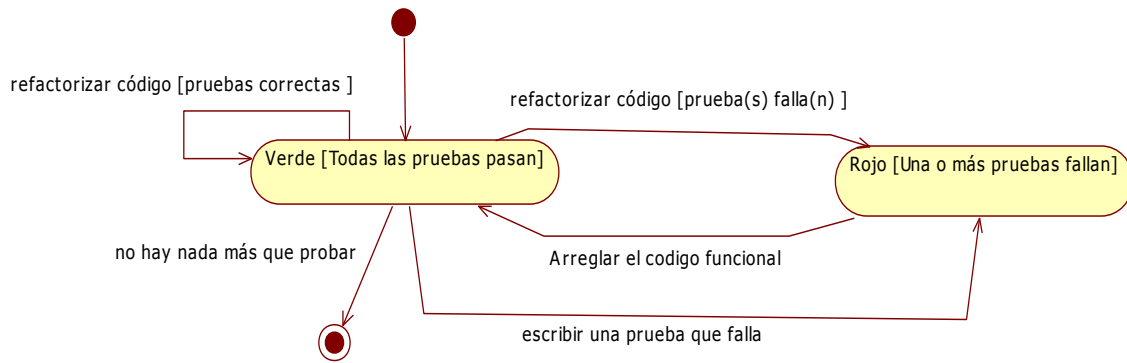 refactorizar código [pruebas correctas ]
refactorizar código [prueba(s) falla(n) ]
Verde [Todas las pruebas pasan]
Rojo [Una o más pruebas fallan]
no hay nada más que probar
Arreglar el codigo funcional
escribir una prueba que falla